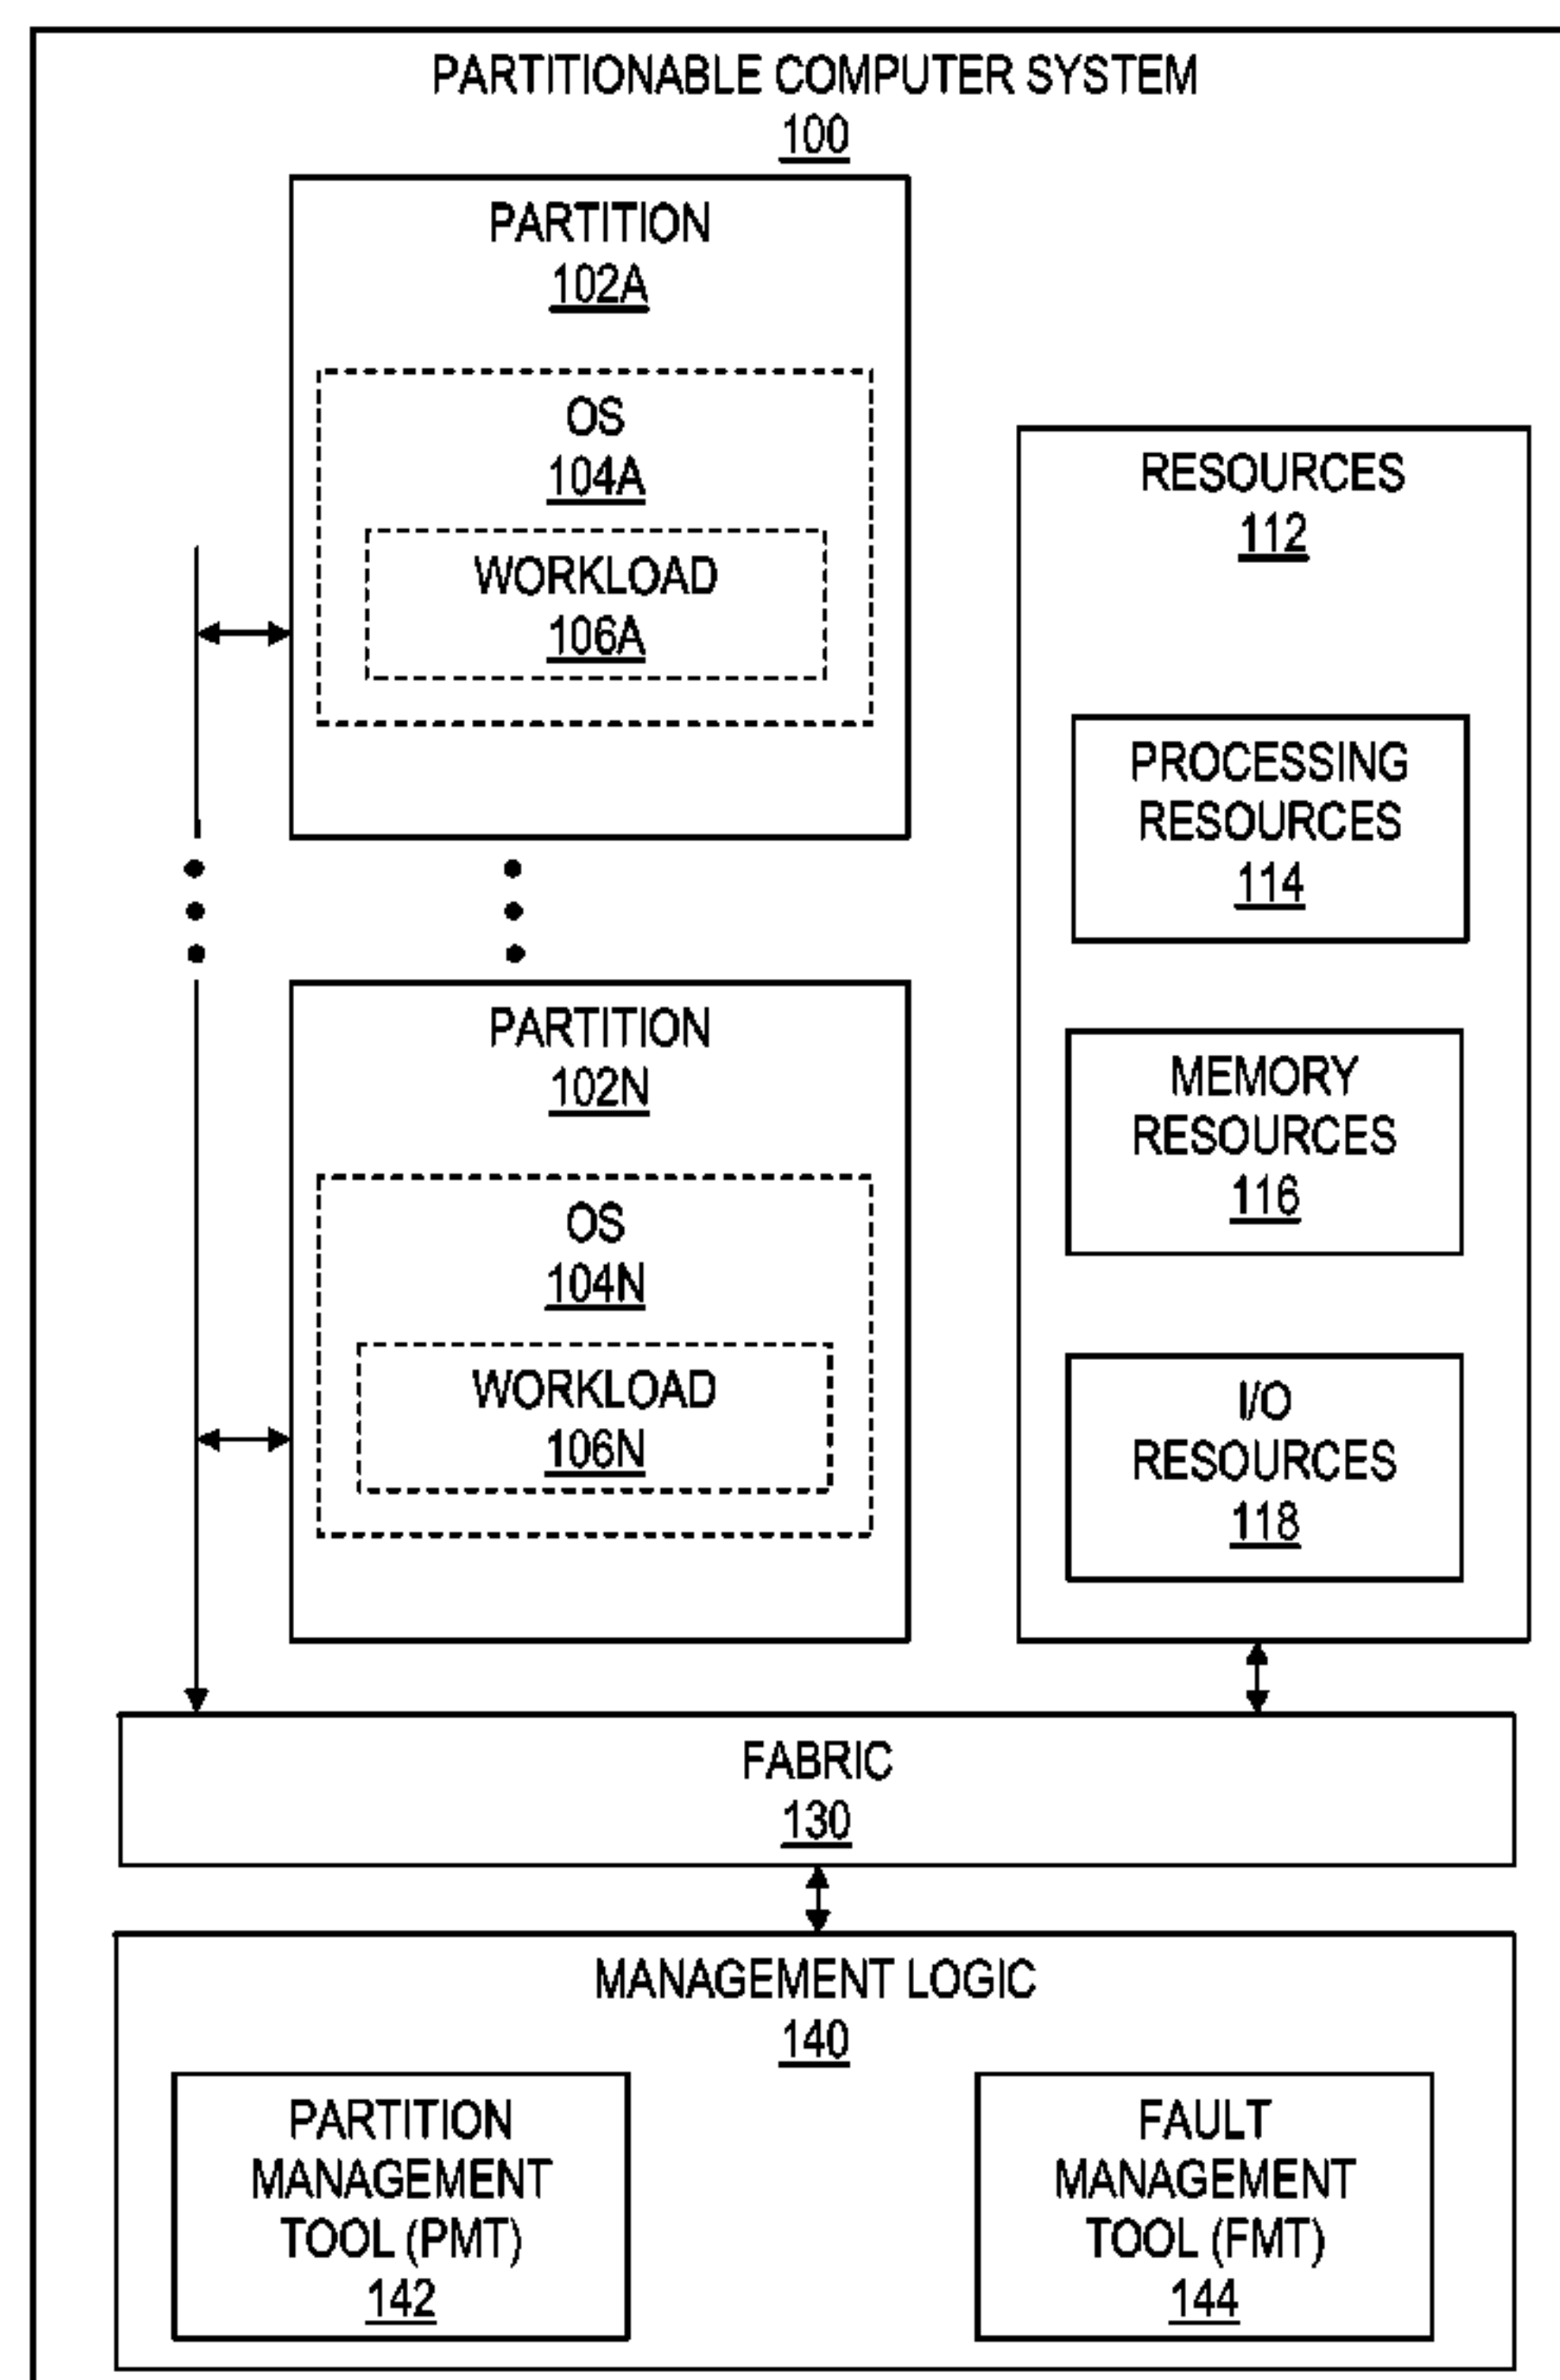 PARTITIONABLE COMPUTER SYSTEM
100
PARTITION
102A
OS
104A
WORKLOAD
106A
PARTITION
102N
OS
104N
WORKLOAD
106N
RESOURCES
112
PROCESSING
RESOURCES
114
MEMORY
RESOURCES
116
I/O
RESOURCES
118
FABRIC
130
MANAGEMENT LOGIC
140
PARTITION
MANAGEMENT
TOOL (PMT)
142
FAULT
MANAGEMENT
TOOL (FMT)
144